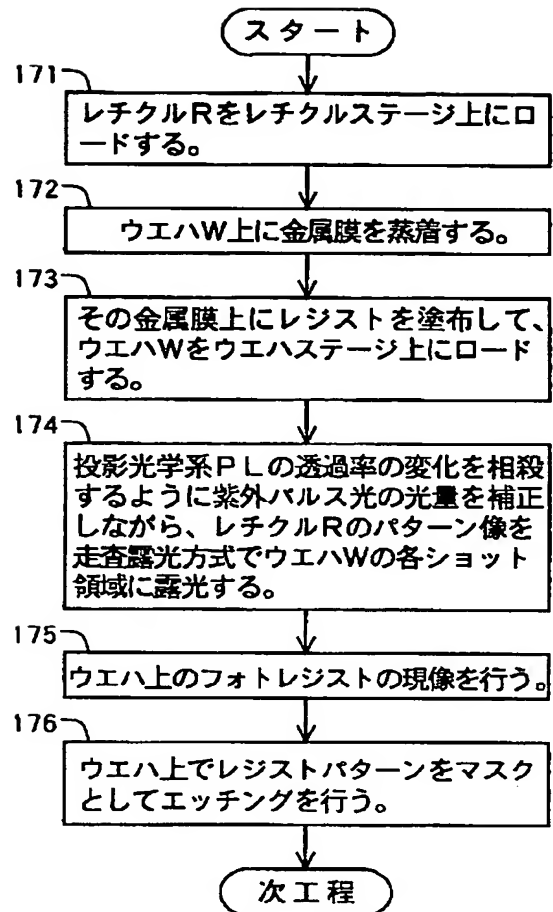 スタート
171
レチクルRをレチクルステージ上にロ
ードする。
172
ウエハW上に金属膜を蒸着する。
173
その金属膜上にレジストを塗布して、
ウエハWをウエハステージ上にロード
する。
174
投影光学系PLの透過率の変化を相殺
するように紫外パルス光の光量を補正
しながら、レチクルRのパターン像を
走査露光方式でウエハWの各ショット
領域に露光する。
175
ウエハ上のフォトレジストの現像を行う。
176
ウエハ上でレジストパターンをマスク
としてエッチングを行う。
次工程